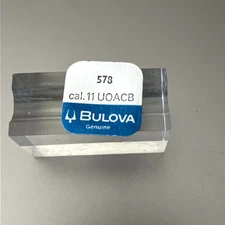 578
cal.11 UOACB
BULOVA
Genuine